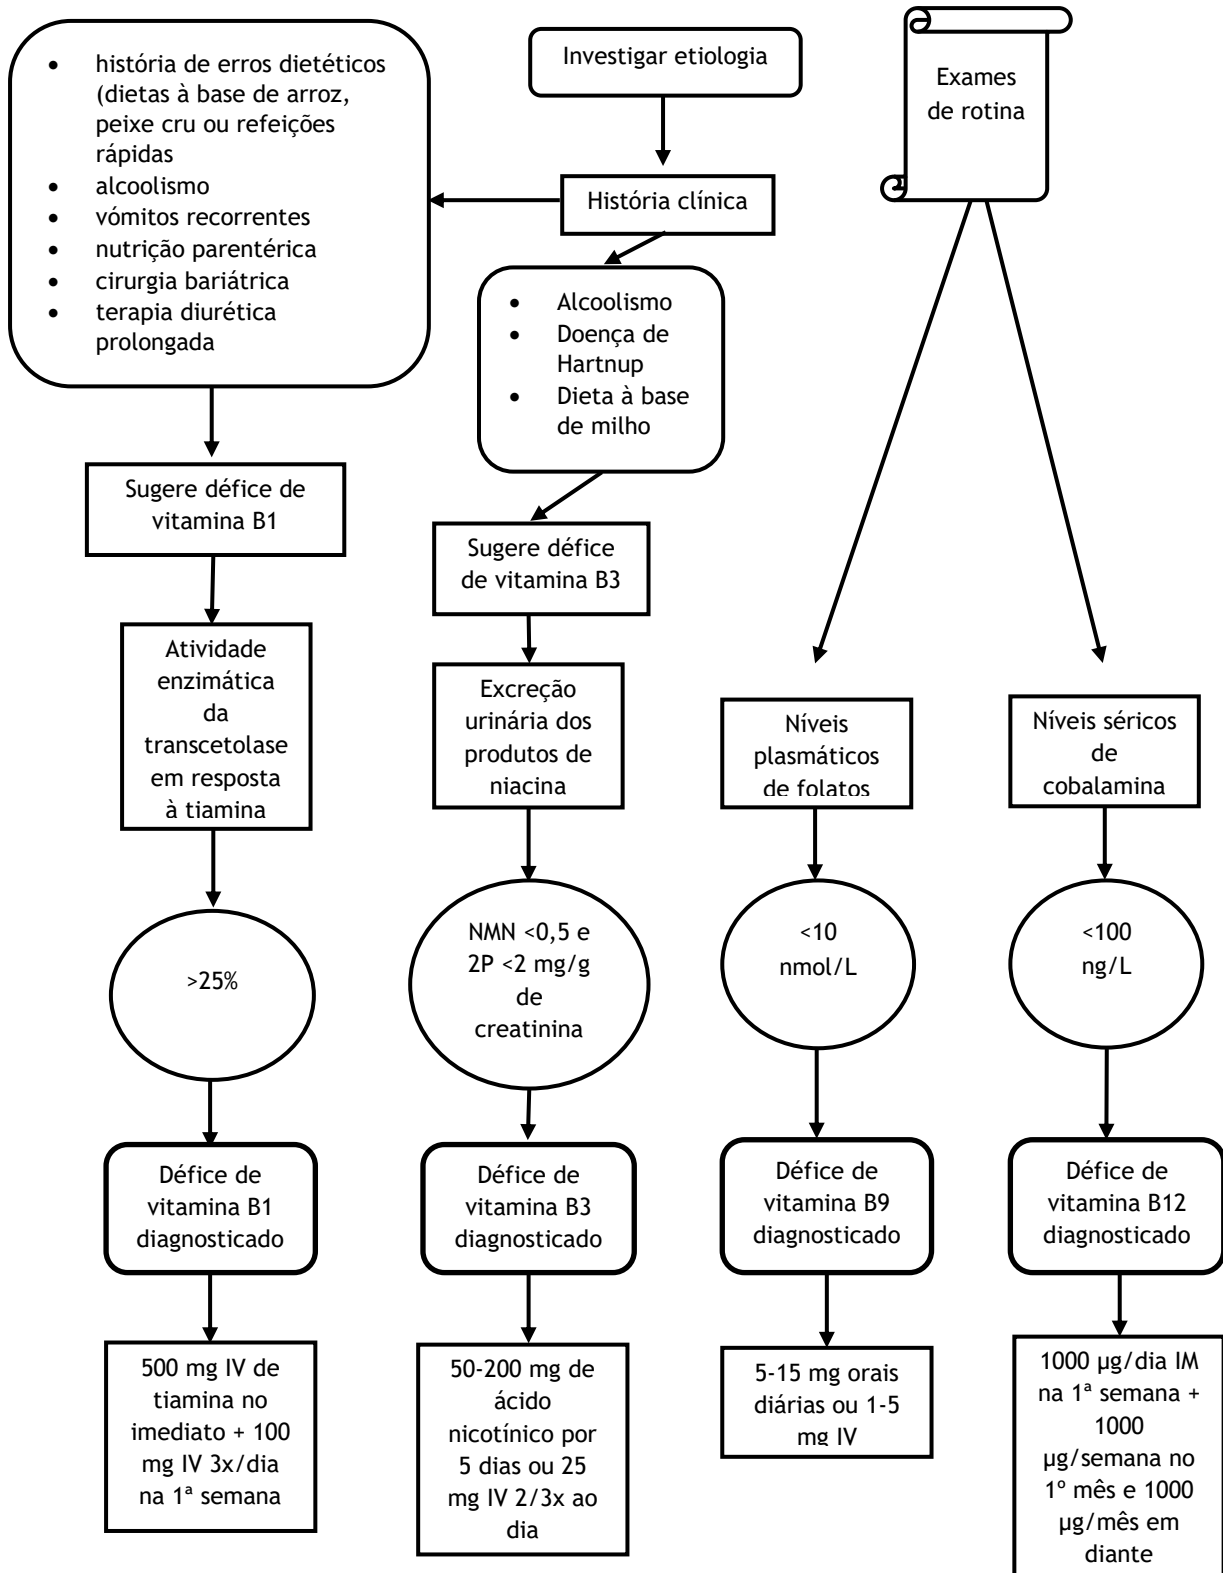 Investigar etiologia
Exames
de rotina
História clínica
• história de erros dietéticos
(dietas à base de arroz,
peixe cru ou refeições
rápidas
• alcoolismo
• vómitos recorrentes
• nutrição parentérica
• cirurgia bariátrica
• terapia diurética
prolongada
• Alcoolismo
• Doença de
Hartnup
• Dieta à base
de milho
Sugere défice de
vitamina B1
Sugere défice
de vitamina B3
Atividade
enzimática
da
transcetolase
em resposta
à tiamina
Excreção
urinária dos
produtos de
niacina
Níveis
plasmáticos
de folatos
Níveis séricos
de
cobalamina
>25%
NMN <0,5 e
2P <2 mg/g
de
creatinina
<10
nmol/L
<100
ng/L
Défice de
vitamina B1
diagnosticado
Défice de
vitamina B3
diagnosticado
Défice de
vitamina B9
diagnosticado
Défice de
vitamina B12
diagnosticado
500 mg IV de
tiamina no
imediato + 100
mg IV 3x/dia
na 1ª semana
50-200 mg de
ácido
nicotínico por
5 dias ou 25
mg IV 2/3x ao
dia
5-15 mg orais
diárias ou 1-5
mg IV
1000 µg/dia IM
na 1ª semana +
1000
µg/semana no
1º mês e 1000
µg/mês em
diante